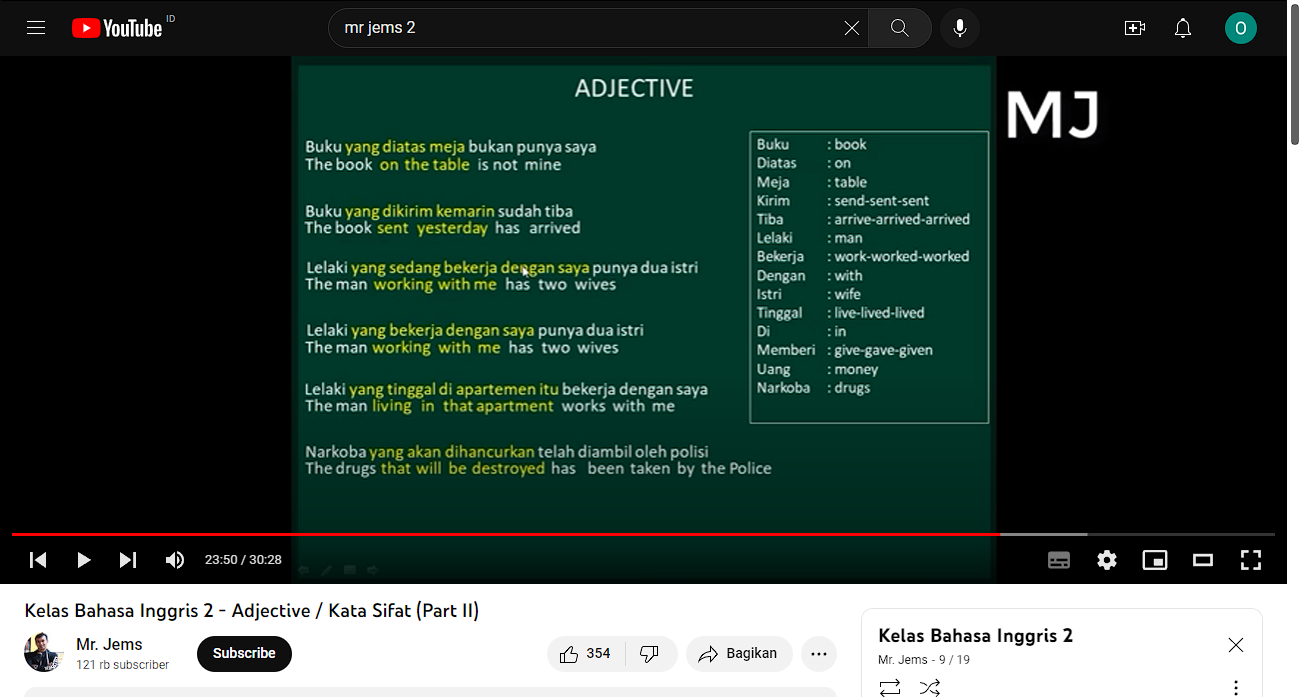 YouTube ID
mr jems 2
O
ADJECTIVE
MJ
Buku yang diatas meja bukan punya saya
The book on the table is not mine
Buku yang dikirim kemarin sudah tiba
The book sent yesterday has arrived
Lelaki yang sedang bekerja dengan saya punya dua istri
The man working with me has two wives
Lelaki yang bekerja dengan saya punya dua istri
The man working with me has two wives
Lelaki yang tinggal di apartemen itu bekerja dengan saya
The man living in that apartment works with me
Narkoba yang akan dihancurkan telah diambil oleh polisi
The drugs that will be destroyed has been taken by the Police
Buku : book
Diatas : on
Meja : table
Kirim : send-sent-sent
Tiba : arrive-arrived-arrived
Lelaki : man
Bekerja : work-worked-worked
Dengan : with
Istri : wife
Tinggal : live-lived-lived
Di : in
Memberi : give-gave-given
Uang : money
Narkoba : drugs
23:50 / 30:28
Kelas Bahasa Inggris 2 - Adjective / Kata Sifat (Part II)
Mr. Jems
121 rb subscriber
Subscribe
354
Bagikan
Kelas Bahasa Inggris 2
Mr. Jems - 9 / 19